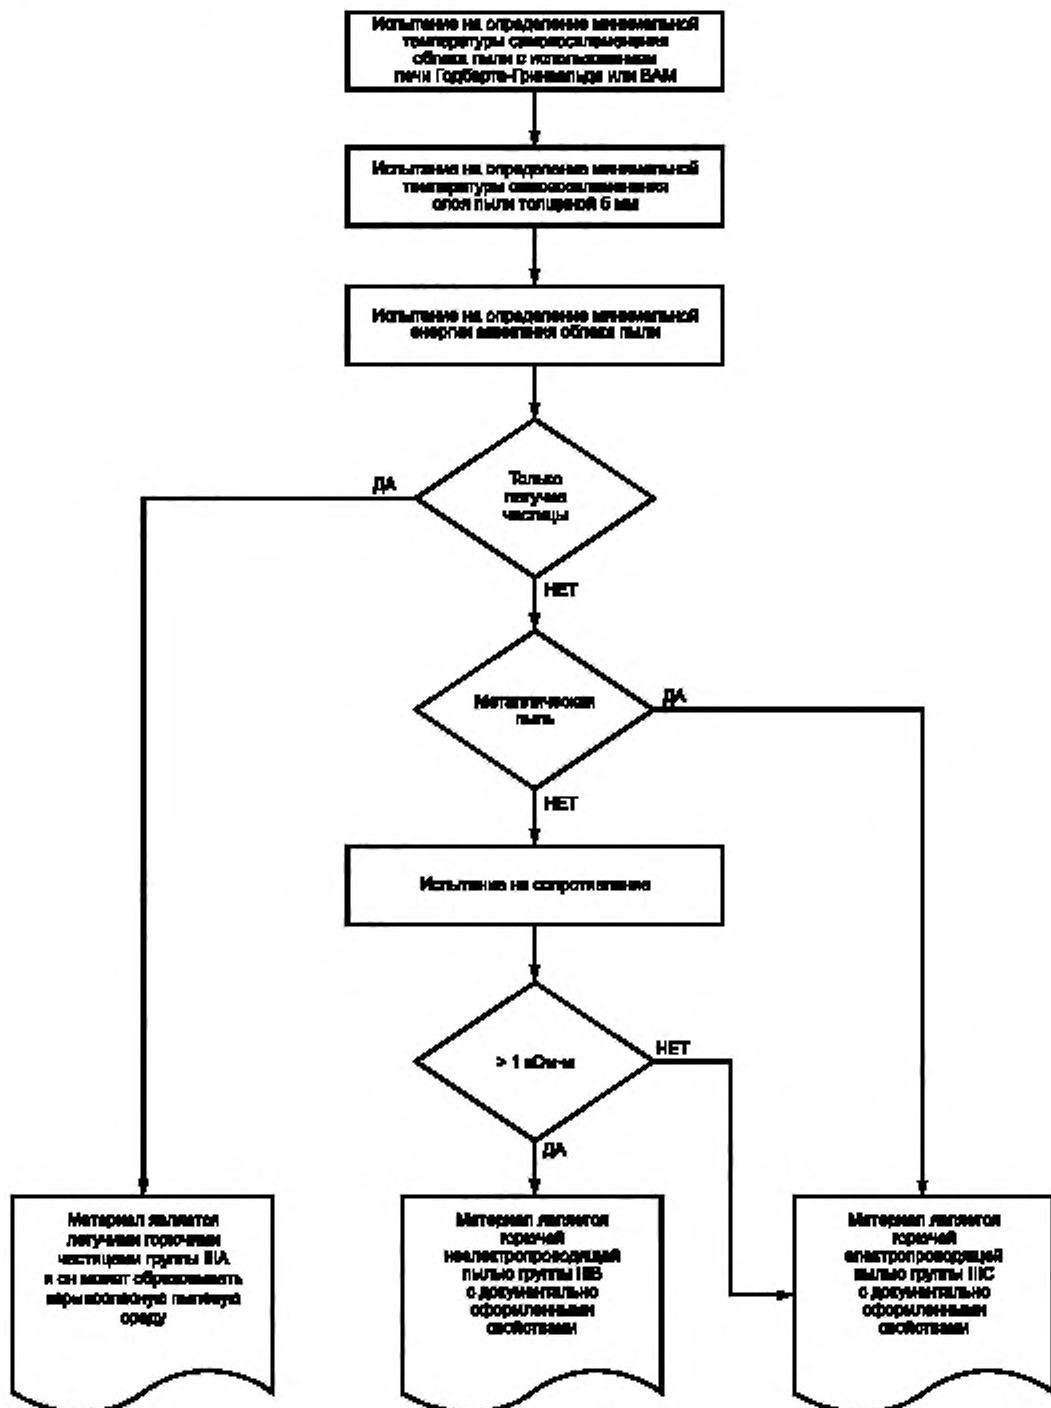 Испытание на определение минимальной
температуры самовоспламенения
облака пыли с использованием
печи Годберта-Гринвальда или BAM
Испытание на определение минимальной
температуры самовоспламенения
слоя пыли толщиной 5 мм
Испытание на определение минимальной
энергии зажигания облака пыли
Только
летучие
частицы
ДА
НЕТ
Металлическая
пыль
ДА
НЕТ
Испытание на сопротивление
> 1 кОм·м
НЕТ
ДА
Материал является
летучими горючими
частицами группы IIIA
и он может образовывать
взрывоопасную пылевую
среду
Материал является
горючей
неэлектропроводящей
пылью группы IIIB
с документально
оформленными
свойствами
Материал является
горючей
электропроводящей
пылью группы IIIC
с документально
оформленными
свойствами